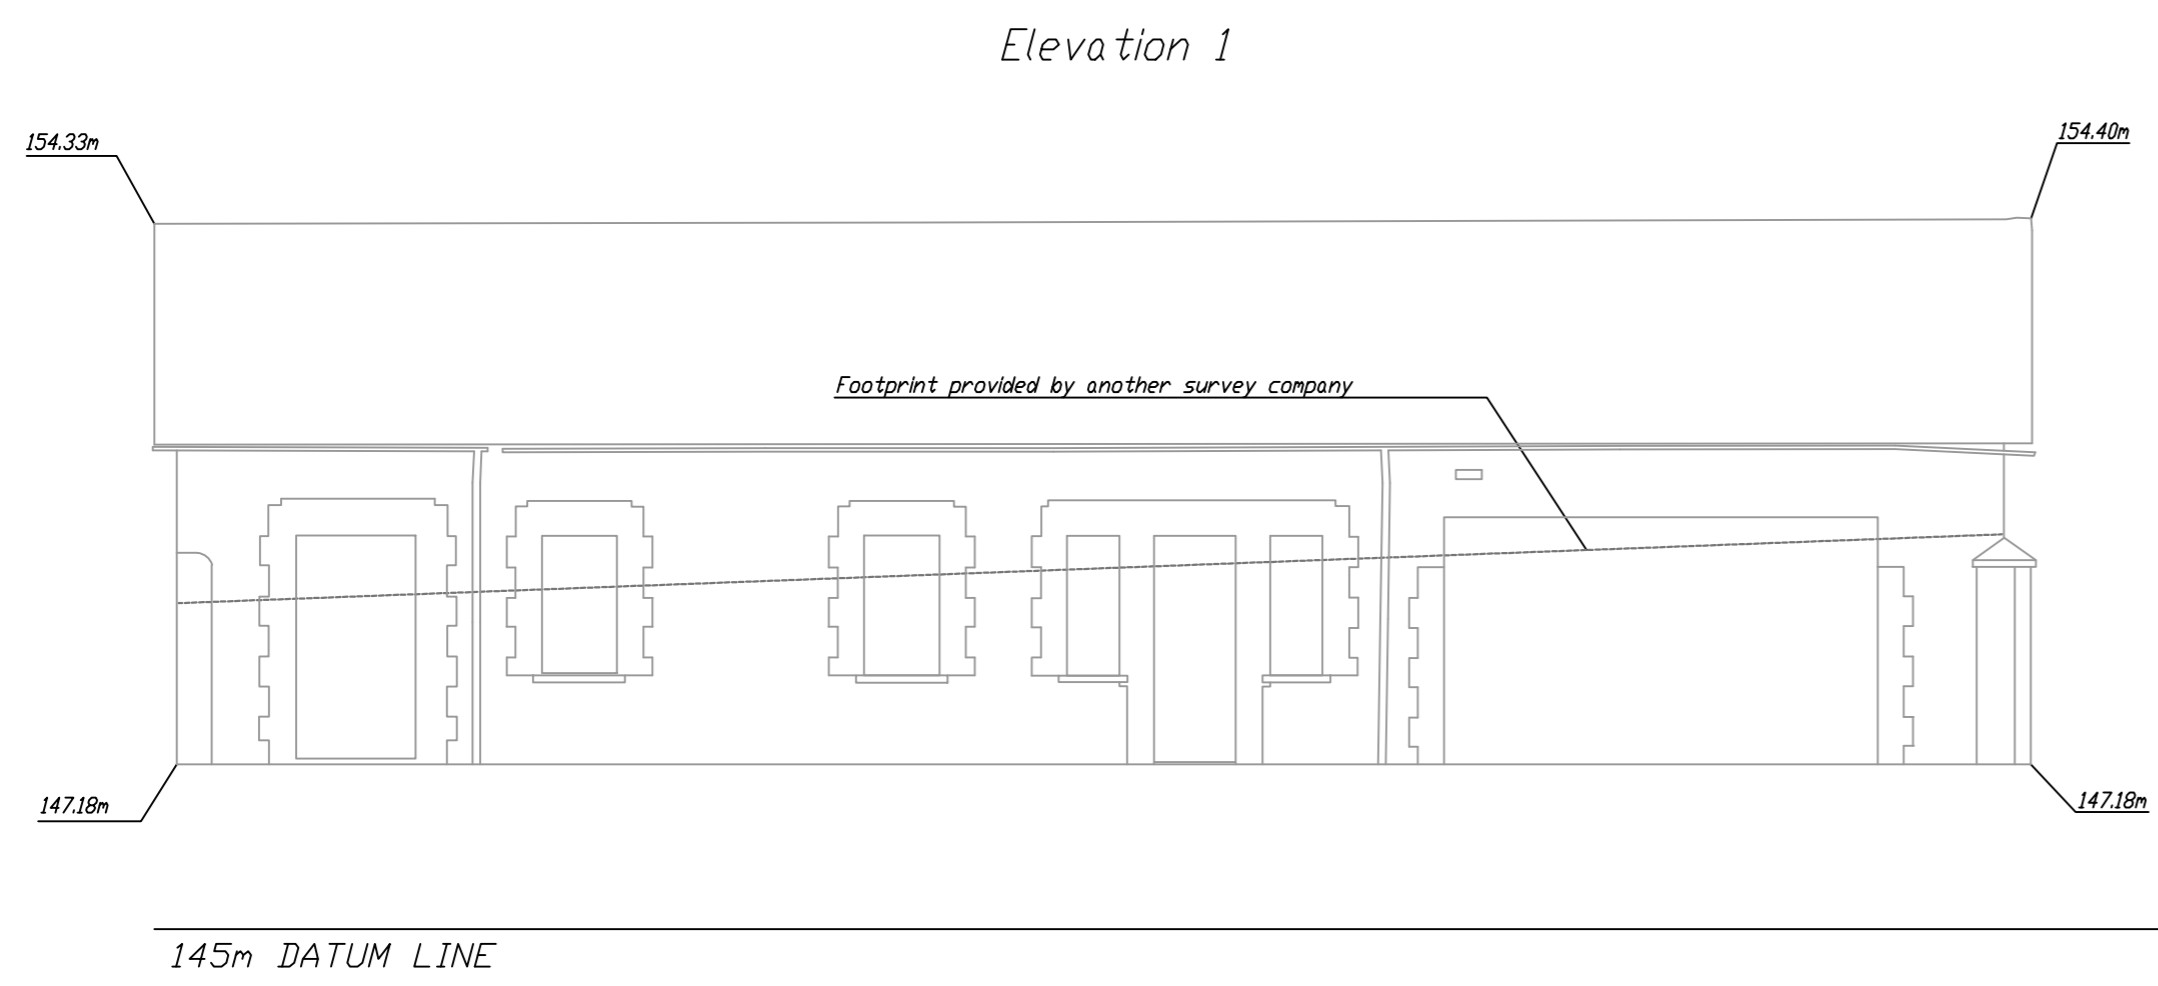 Elevation 1
154.33m
154.40m
Footprint provided by another survey company
147.18m
147.18m
145m DATUM LINE